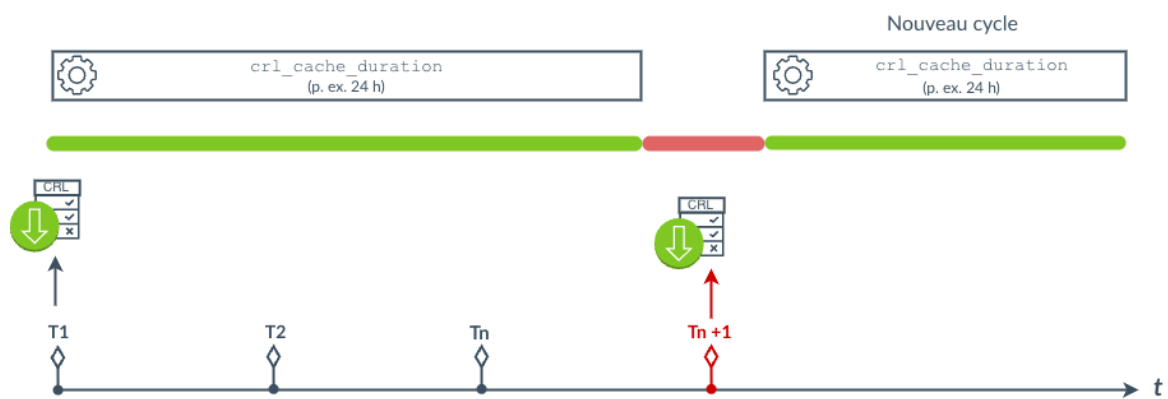 Nouveau cycle
crl_cache_duration
(p. ex. 24 h)
crl_cache_duration
(p. ex. 24 h)
CRL
CRL
T1
T2
Tn
Tn +1
t